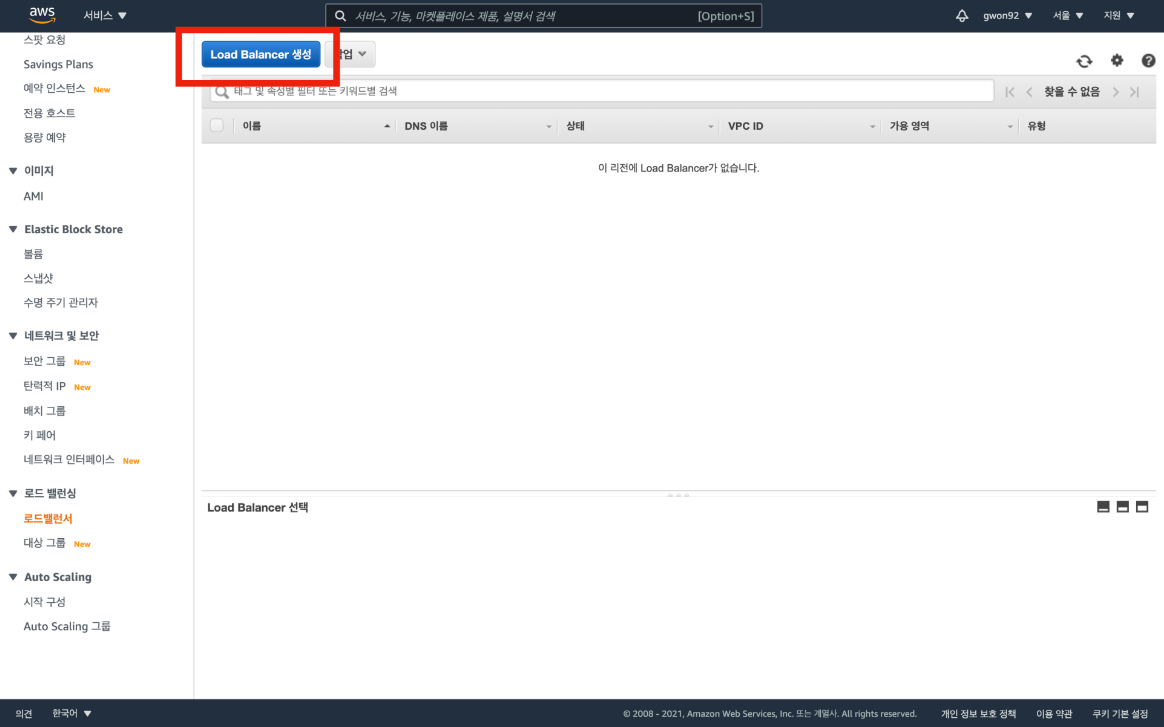 aws
서비스
서비스, 기능, 마켓플레이스 제품, 설명서 검색
[Option+S]
gwon92
서울
지원
스팟 요청
Savings Plans
예약 인스턴스 New
전용 호스트
용량 예약
이미지
AMI
Elastic Block Store
볼륨
스냅샷
수명 주기 관리자
네트워크 및 보안
보안 그룹 New
탄력적 IP New
배치 그룹
키 페어
네트워크 인터페이스 New
로드 밸런싱
로드밸런서
대상 그룹 New
Auto Scaling
시작 구성
Auto Scaling 그룹
Load Balancer 생성
태그 및 속성별 필터 또는 키워드별 검색
찾을 수 없음
이름
DNS 이름
상태
VPC ID
가용 영역
유형
이 리전에 Load Balancer가 없습니다.
Load Balancer 선택
의견
한국어
© 2008 - 2021, Amazon Web Services, Inc. 또는 계열사. All rights reserved.
개인 정보 보호 정책
이용 약관
쿠키 기본 설정